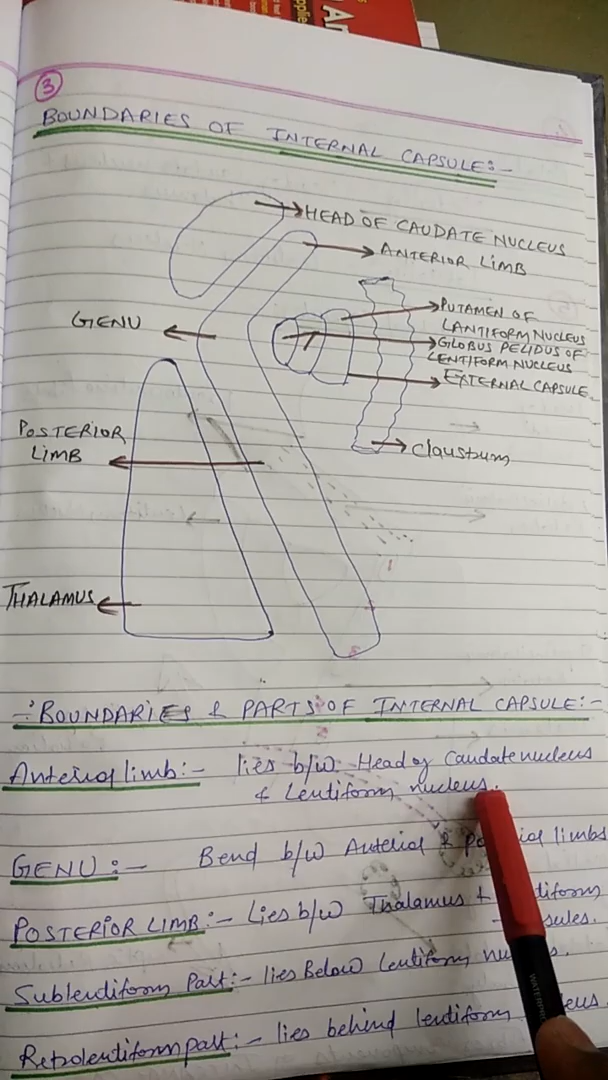 3
BOUNDARIES OF INTERNAL CAPSULE:-
HEAD OF CAUDATE NUCLEUS
ANTERIOR LIMB
PUTAMEN OF
LANTIFORM NUCLEUS
GENU
GLOBUS PELIDUS OF
LENTIFORM NUCLEUS
EXTERNAL CAPSULE
POSTERIOR
LIMB
Claustrum
THALAMUS
-:BOUNDARIES & PARTS OF INTERNAL CAPSULE:-
Anterior limb:- lies b/w Head of Caudate nucleus
& Lentiform nucleus.
GENU:- Bend b/w Anterior & limbs
POSTERIOR LIMB:- Lies b/w Thalamus &
Sublentiform Part:- lies Below lentiform
Retrolentiform part:- lies behind lentiform